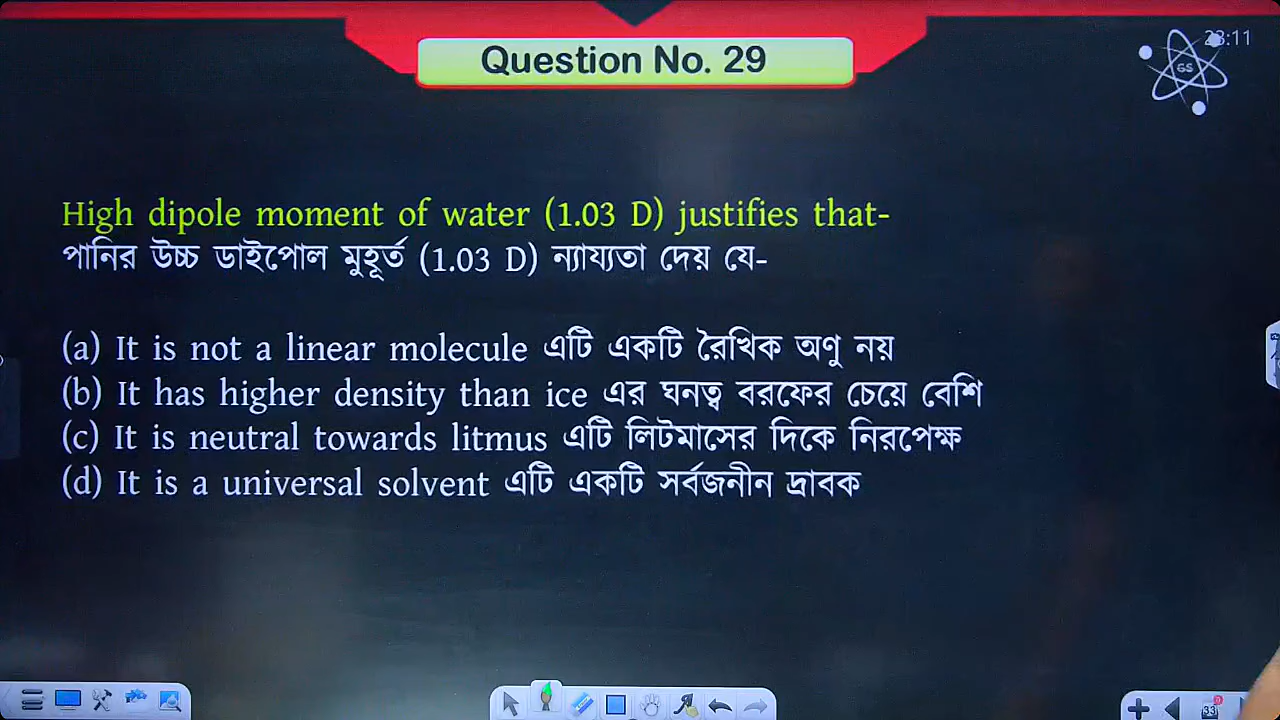 Question No. 29
23:11
GS
High dipole moment of water (1.03 D) justifies that-
পানির উচ্চ ডাইপোল মুহূর্ত (1.03 D) ন্যায্যতা দেয় যে-
(a) It is not a linear molecule এটি একটি রৈখিক অণু নয়
(b) It has higher density than ice এর ঘনত্ব বরফের চেয়ে বেশি
(c) It is neutral towards litmus এটি লিটমাসের দিকে নিরপেক্ষ
(d) It is a universal solvent এটি একটি সর্বজনীন দ্রাবক
33